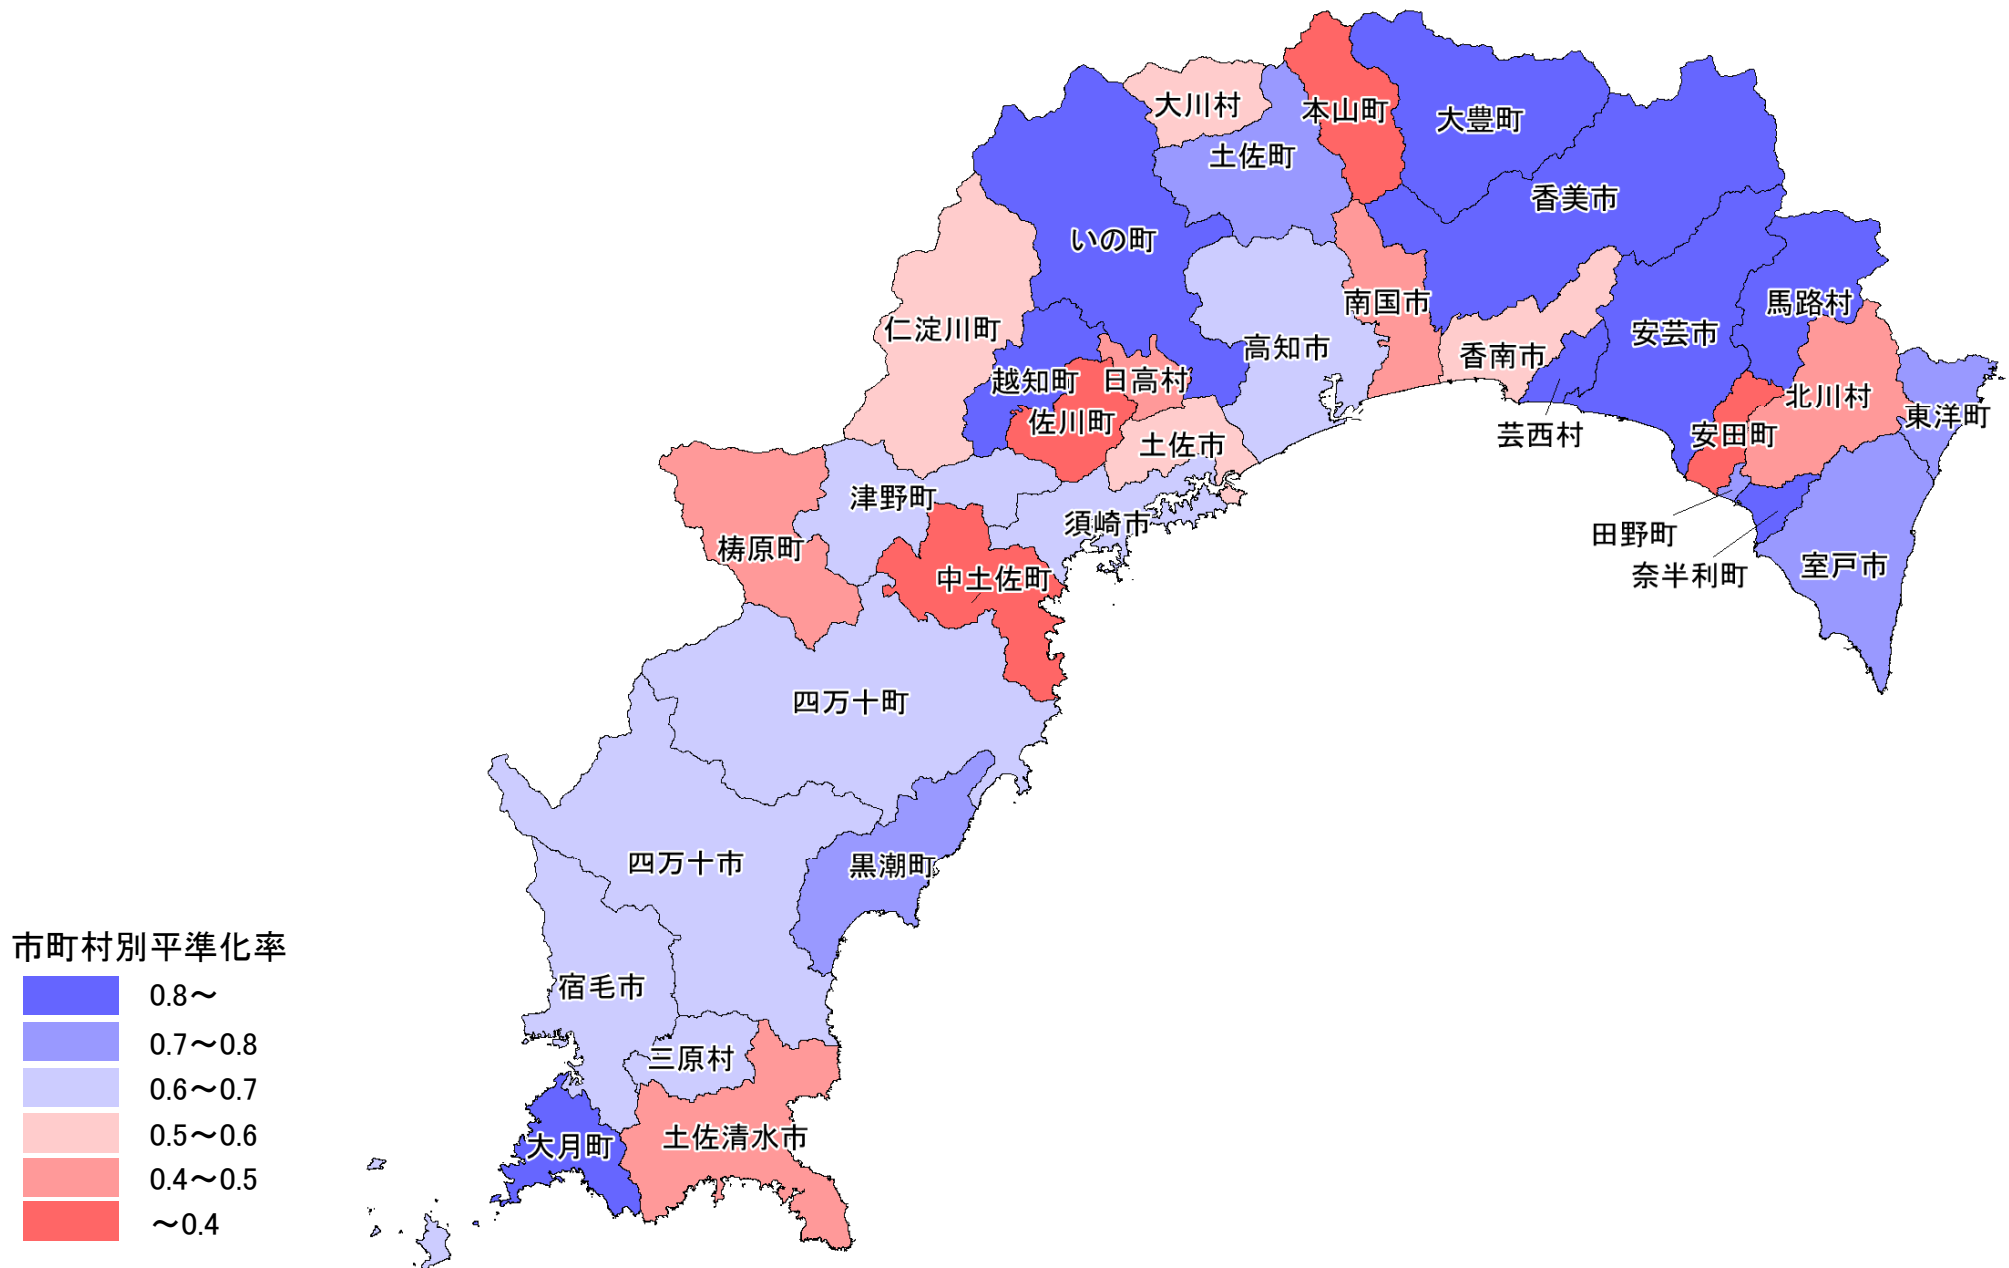 大川村
本山町
大豊町
土佐町
香美市
いの町
南国市
馬路村
仁淀川町
安芸市
高知市
香南市
越知町
日高村
北川村
東洋町
佐川町
土佐市
芸西村
安田町
津野町
須崎市
田野町
梼原町
中土佐町
奈半利町
室戸市
四万十町
四万十市
黒潮町
宿毛市
三原村
土佐清水市
大月町
市町村別平準化率
0.8～
0.7～0.8
0.6～0.7
0.5～0.6
0.4～0.5
～0.4